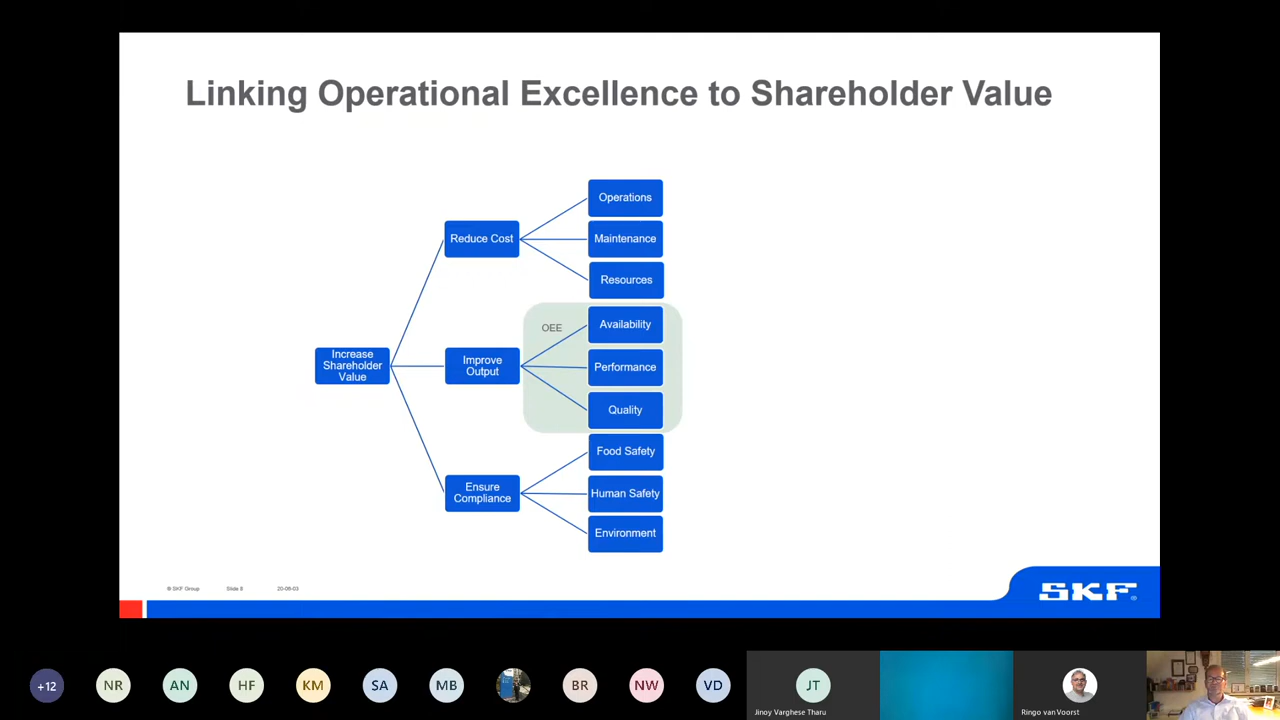 Linking Operational Excellence to Shareholder Value
Operations
Reduce Cost
Maintenance
Resources
OEE
Availability
Increase
Shareholder
Value
Improve
Output
Performance
Quality
Food Safety
Ensure
Compliance
Human Safety
Environment
© SKF Group
Slide 8
20-06-03
SKF®
+12
NR
AN
HF
KM
SA
MB
BR
NW
VD
JT
Jinoy Varghese Tharu
Ringo van Voorst